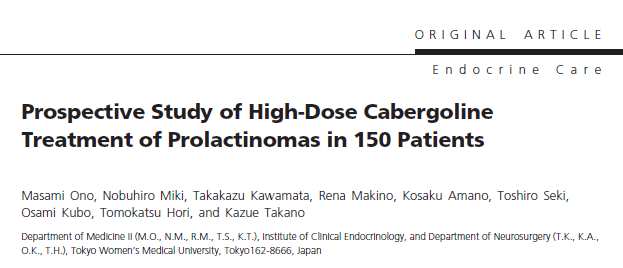 ORIGINAL ARTICLE
Endocrine Care
Prospective Study of High-Dose Cabergoline
Treatment of Prolactinomas in 150 Patients
Masami Ono, Nobuhiro Miki, Takakazu Kawamata, Rena Makino, Kosaku Amano, Toshiro Seki,
Osami Kubo, Tomokatsu Hori, and Kazue Takano
Department of Medicine II (M.O., N.M., R.M., T.S., K.T.), Institute of Clinical Endocrinology, and Department of Neurosurgery (T.K., K.A.,
O.K., T.H.), Tokyo Women's Medical University, Tokyo162-8666, Japan